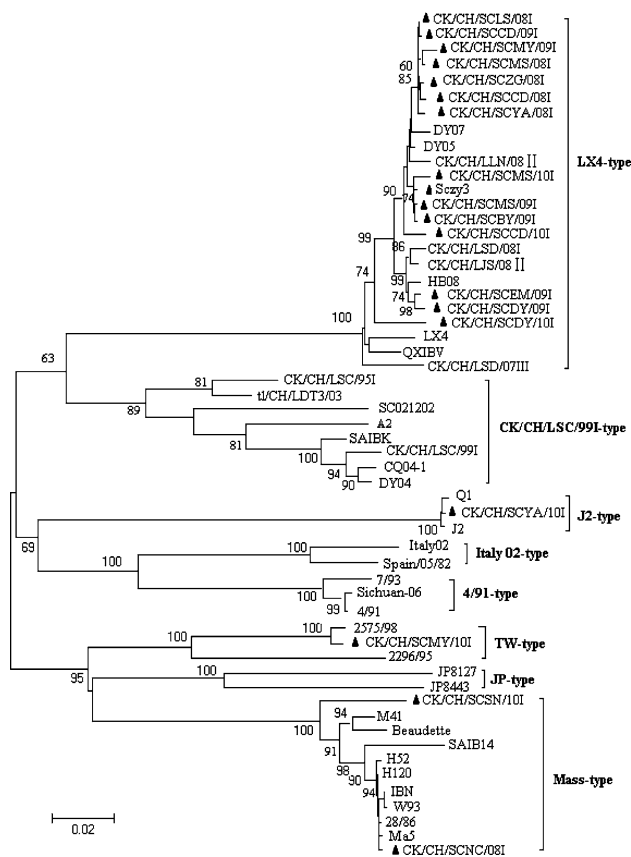 CK/CH/SCLS/08I
CK/CH/SCCD/09I
CK/CH/SCMY/09I
60
CK/CH/SCMS/08I
85
CK/CH/SCZG/08I
CK/CH/SCCD/08I
CK/CH/SCYA/08I
DY07
DY05
CK/CH/LLN/08II
LX4-type
CK/CH/SCMS/10I
90
Sczy3
74
CK/CH/SCMS/09I
CK/CH/SCBY/09I
CK/CH/SCCD/10I
99
86
CK/CH/LSD/08I
CK/CH/LJS/08II
74
99
HB08
74
CK/CH/SCEM/09I
98
CK/CH/SCDY/09I
100
CK/CH/SCDY/10I
LX4
QXIBV
63
CK/CH/LSD/07III
81
CK/CH/LSC/95I
tl/CH/LDT3/03
89
SC021202
A2
CK/CH/LSC/99I-type
81
SAIBK
100
CK/CH/LSC/99I
94
CQ04-1
90
DY04
Q1
CK/CH/SCYA/10I
J2-type
100
J2
69
100
Italy02
Italy 02-type
100
Spain/05/82
7/93
100
Sichuan-06
4/91-type
99
4/91
100
2575/98
100
CK/CH/SCMY/10I
TW-type
2296/95
95
100
JP8127
JP-type
JP8443
CK/CH/SCSN/10I
100
94
M41
Beaudette
91
SAIB14
98
H52
90
H120
94
IBN
Mass-type
W93
28/86
Ma5
CK/CH/SCNC/08I
0.02